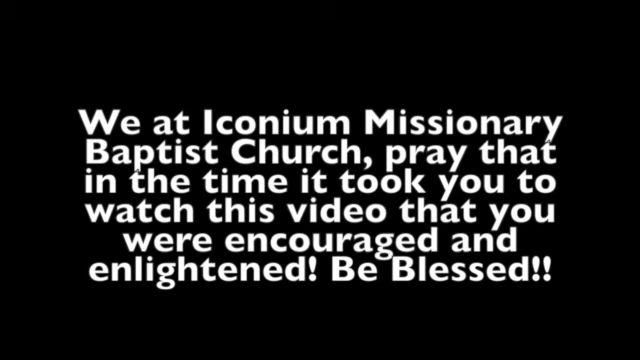 We at Iconium Missionary
Baptist Church, pray that
in the time it took you to
watch this video that you
were encouraged and
enlightened! Be Blessed!!